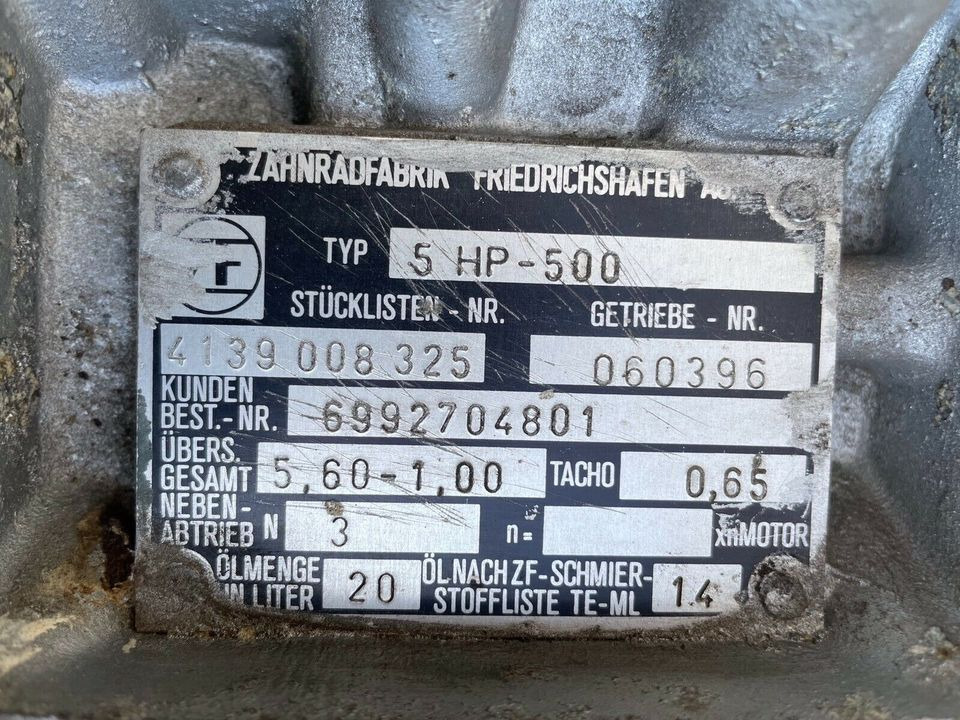 ZAHNRADFABRIK FRIEDRICHSHAFEN AG
TYP 5 HP-500
STÜCKLISTEN - NR. GETRIEBE - NR.
4139 008 325 060396
KUNDEN
BEST.-NR. 6992704801
ÜBERS.
GESAMT 5,60-1,00 TACHO 0,65
NEBEN-
ABTRIEB N 3 n= xnMOTOR
ÖLMENGE
IN LITER 20 ÖL NACH ZF-SCHMIER-
STOFFLISTE TE-ML 14